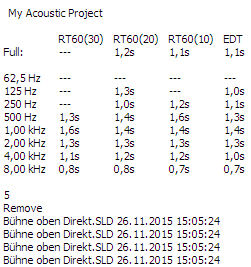 My Acoustic Project
RT60(30) RT60(20) RT60(10) EDT
Full: --- 1,2s 1,1s 1,1s
62,5 Hz --- --- --- ---
125 Hz --- 1,3s --- 1,0s
250 Hz --- 1,0s 1,2s 1,1s
500 Hz 1,3s 1,4s 1,6s 1,3s
1,00 kHz 1,6s 1,4s 1,4s 1,4s
2,00 kHz 1,3s 1,3s 1,3s 1,3s
4,00 kHz 1,1s 1,2s 1,2s 1,0s
8,00 kHz 0,8s 0,8s 0,7s 0,7s
5
Remove
Bühne oben Direkt.SLD 26.11.2015 15:05:24
Bühne oben Direkt.SLD 26.11.2015 15:05:24
Bühne oben Direkt.SLD 26.11.2015 15:05:24
Bühne oben Direkt.SLD 26.11.2015 15:05:24